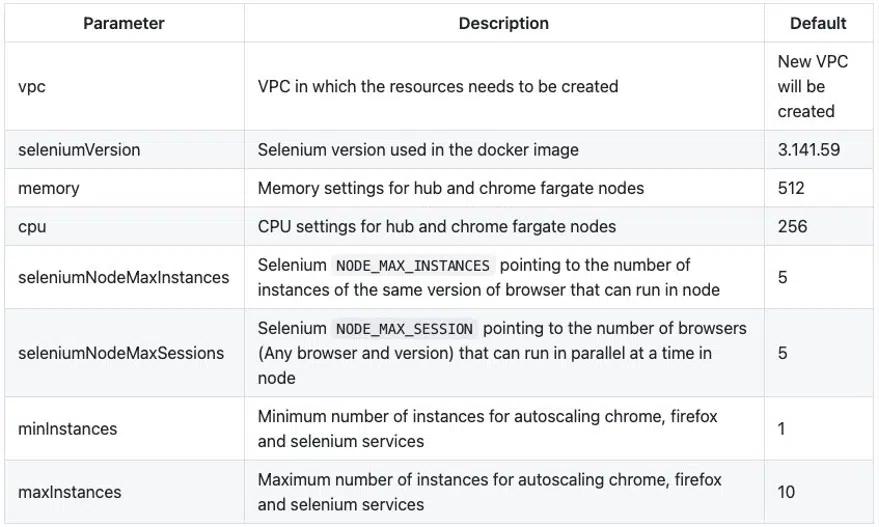 Parameter Description Default
vpc VPC in which the resources needs to be created New VPC
will be
created
seleniumVersion Selenium version used in the docker image 3.141.59
memory Memory settings for hub and chrome fargate nodes 512
cpu CPU settings for hub and chrome fargate nodes 256
seleniumNodeMaxInstances Selenium NODE_MAX_INSTANCES pointing to the number of
instances of the same version of browser that can run in node 5
seleniumNodeMaxSessions Selenium NODE_MAX_SESSION pointing to the number of browsers
(Any browser and version) that can run in parallel at a time in
node 5
minInstances Minimum number of instances for autoscaling chrome, firefox
and selenium services 1
maxInstances Maximum number of instances for autoscaling chrome, firefox
and selenium services 10